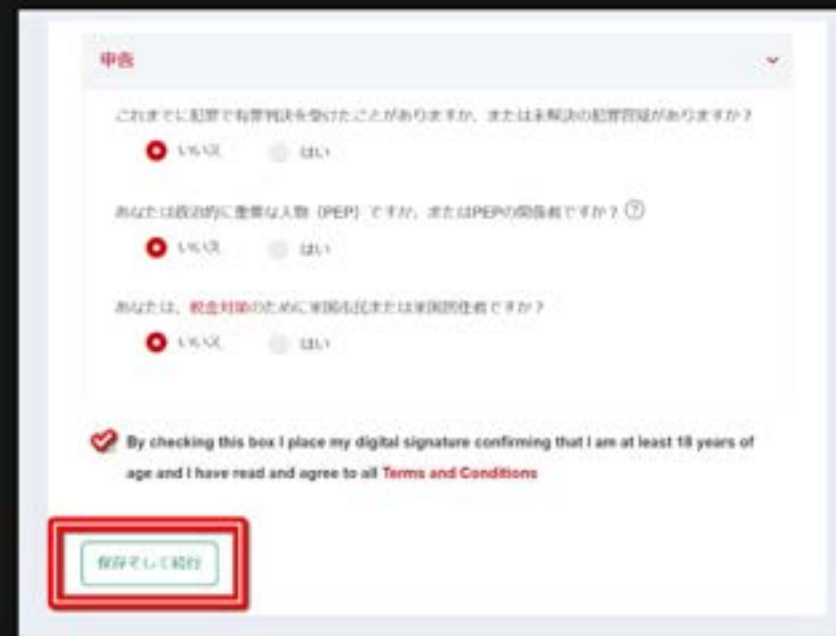 申告
これまでに犯罪で有罪判決を受けたことがありますか、または未解決の犯罪容疑がありますか？
いいえ はい
あなたは政治的に重要な人物（PEP）ですか、またはPEPの関係者ですか？
いいえ はい
あなたは、税金対策のために米国市民または米国居住者ですか？
いいえ はい
By checking this box I place my digital signature confirming that I am at least 18 years of
age and I have read and agree to all Terms and Conditions
保存そして続行